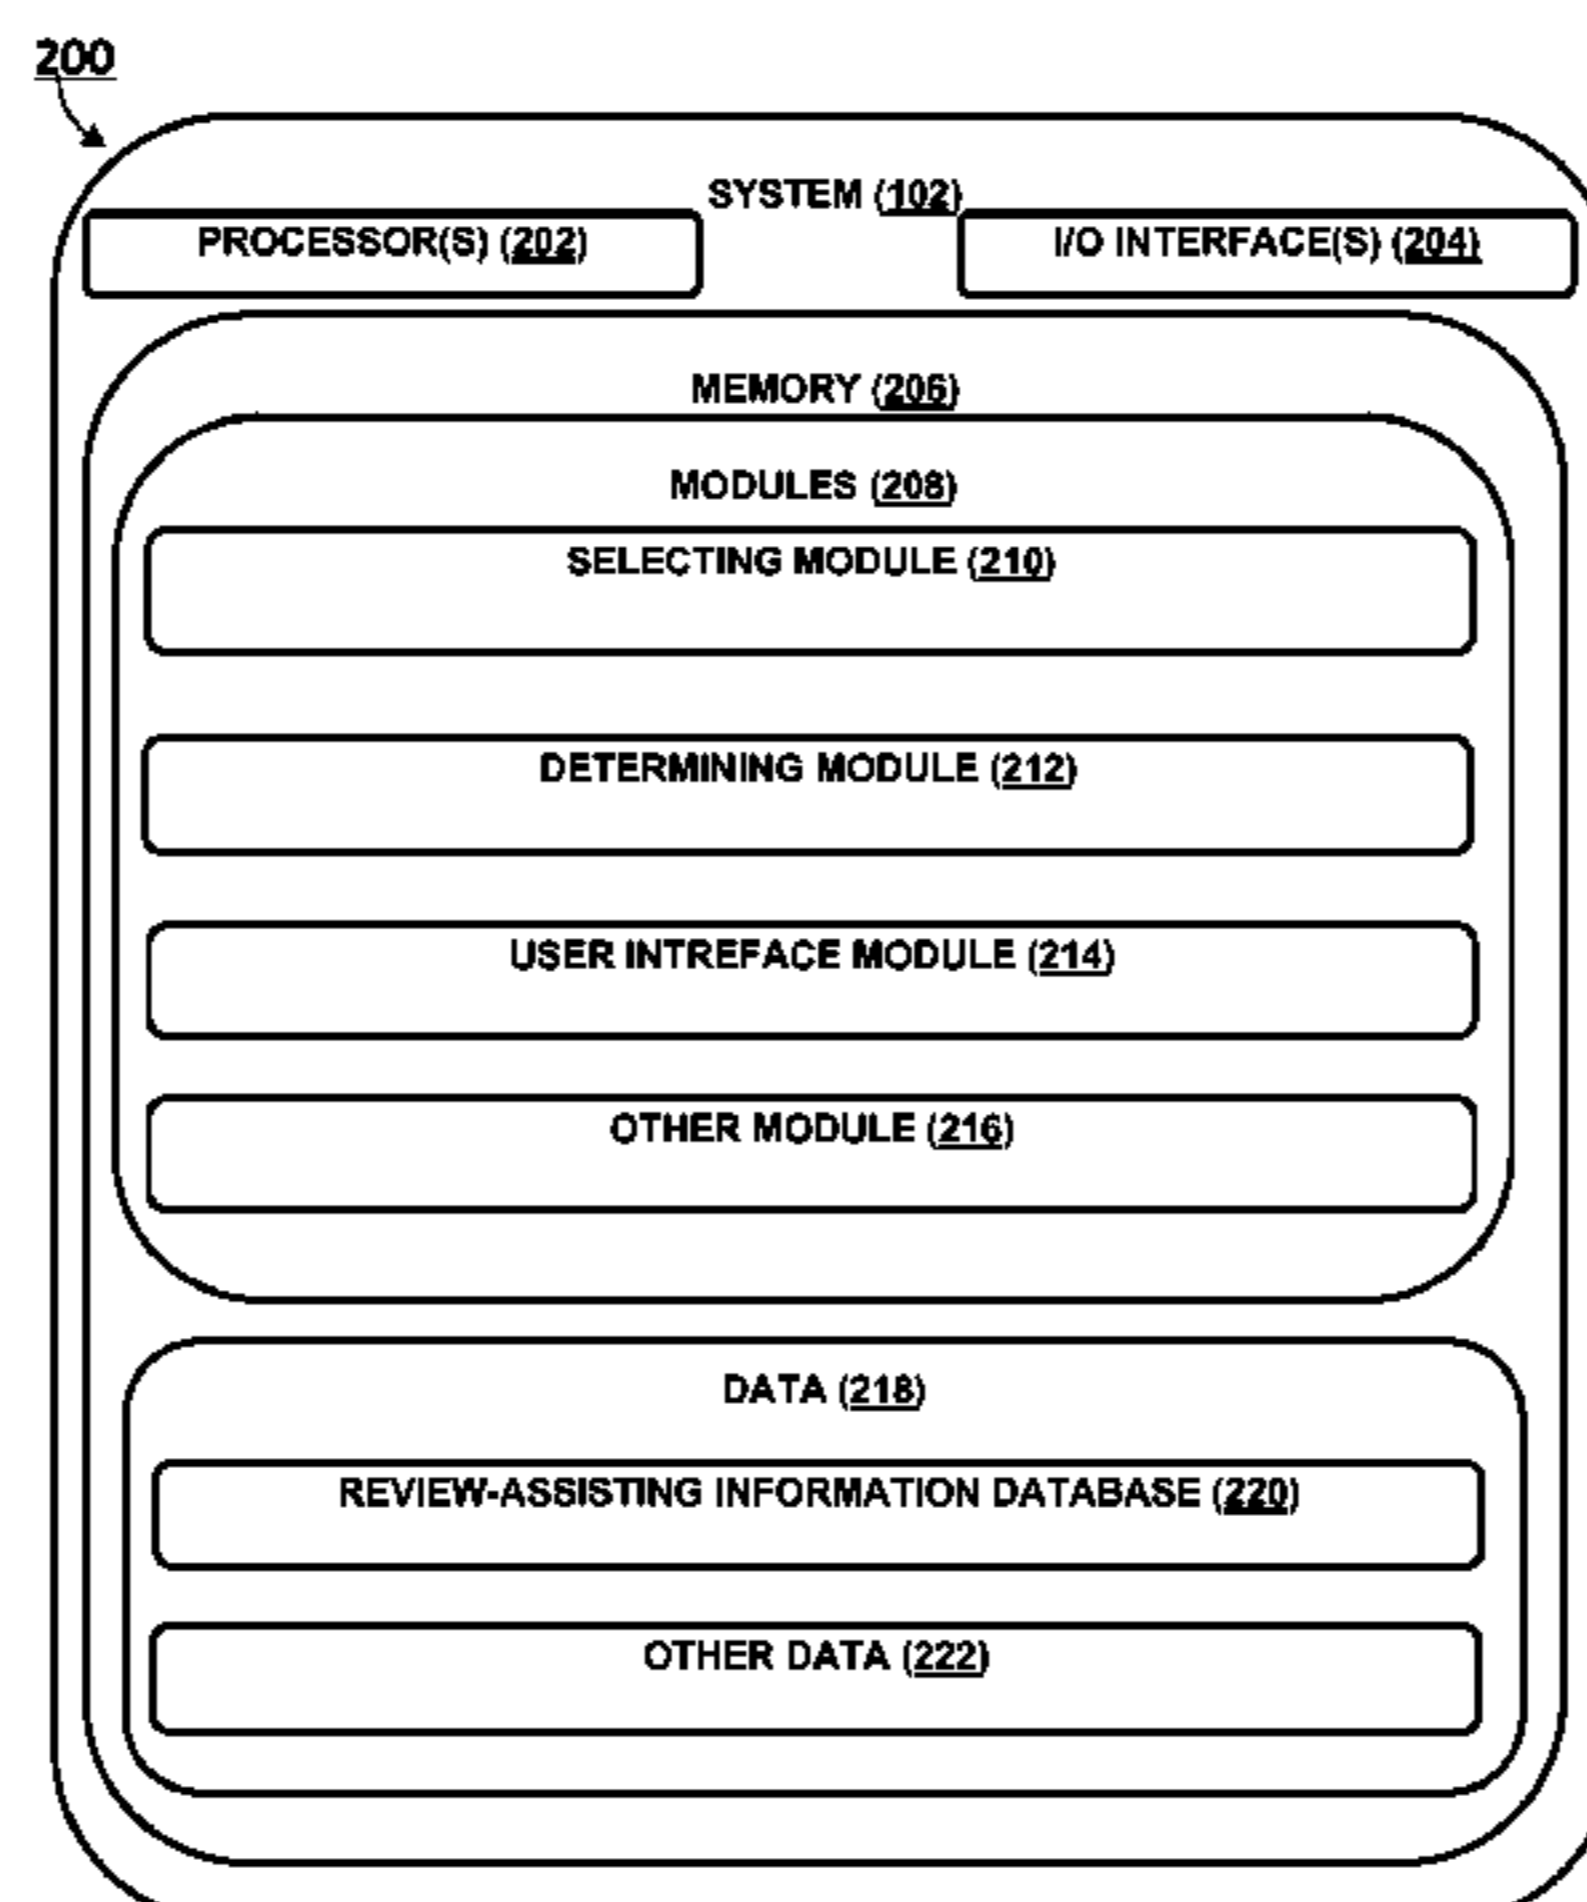 200
SYSTEM (102)
PROCESSOR(S) (202)
I/O INTERFACE(S) (204)
MEMORY (206)
MODULES (208)
SELECTING MODULE (210)
DETERMINING MODULE (212)
USER INTREFACE MODULE (214)
OTHER MODULE (216)
DATA (218)
REVIEW-ASSISTING INFORMATION DATABASE (220)
OTHER DATA (222)